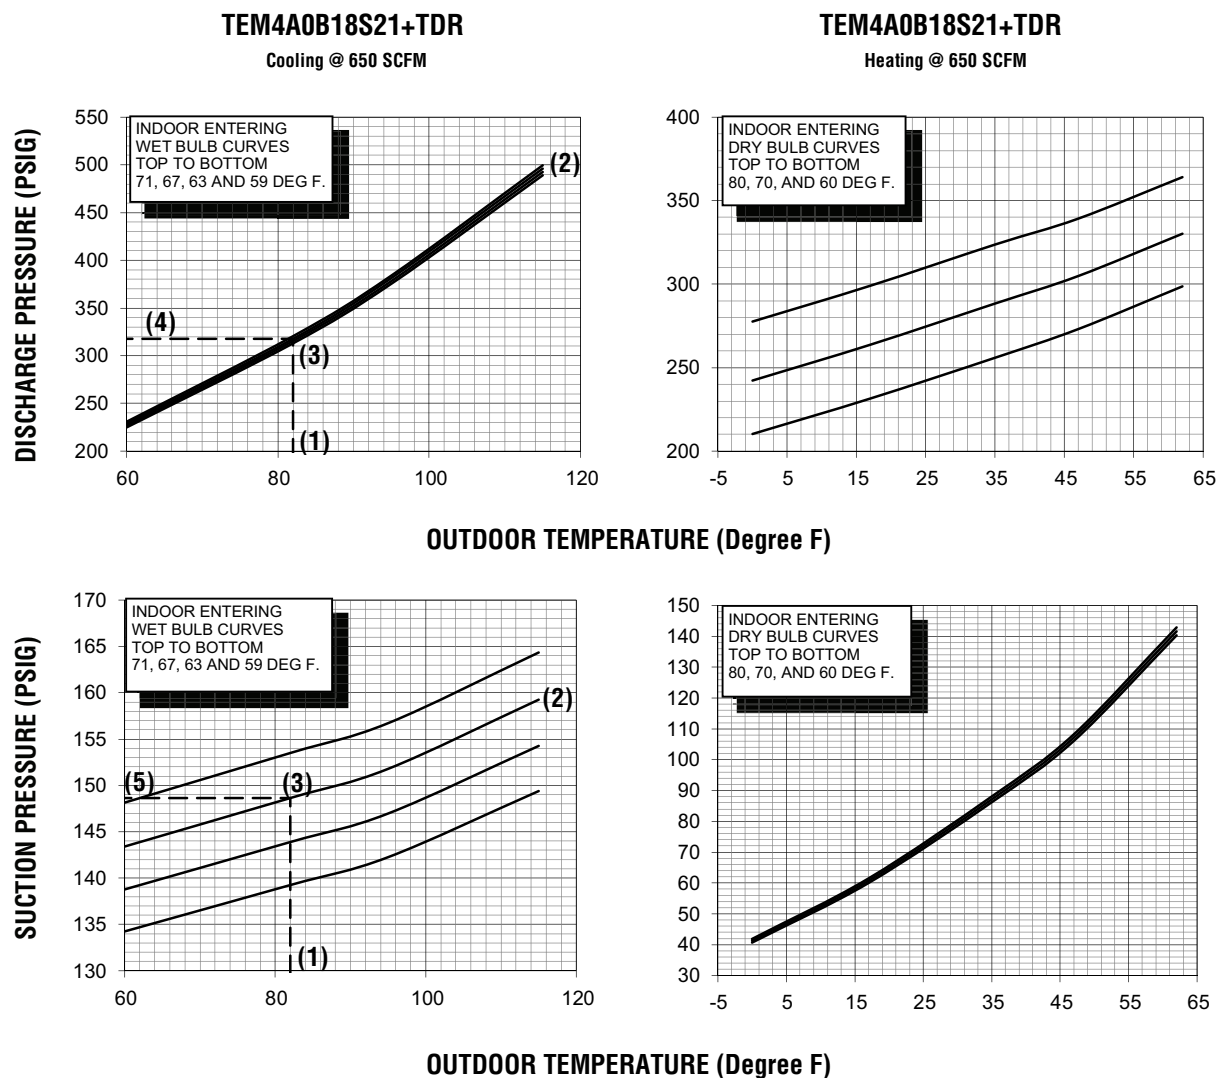 TEM4A0B18S21+TDR
Cooling @ 650 SCFM
TEM4A0B18S21+TDR
Heating @ 650 SCFM
DISCHARGE PRESSURE (PSIG)
550
500
450
400
350
300
250
200
INDOOR ENTERING
WET BULB CURVES
TOP TO BOTTOM
71, 67, 63 AND 59 DEG F.
(2)
(4)
(3)
(1)
60
80
100
120
400
350
300
250
200
INDOOR ENTERING
DRY BULB CURVES
TOP TO BOTTOM
80, 70, AND 60 DEG F.
-5
5
15
25
35
45
55
65
OUTDOOR TEMPERATURE (Degree F)
SUCTION PRESSURE (PSIG)
170
165
160
155
150
145
140
135
130
INDOOR ENTERING
WET BULB CURVES
TOP TO BOTTOM
71, 67, 63 AND 59 DEG F.
(2)
(5)
(3)
(1)
60
80
100
120
150
140
130
120
110
100
90
80
70
60
50
40
30
INDOOR ENTERING
DRY BULB CURVES
TOP TO BOTTOM
80, 70, AND 60 DEG F.
-5
5
15
25
35
45
55
65
OUTDOOR TEMPERATURE (Degree F)